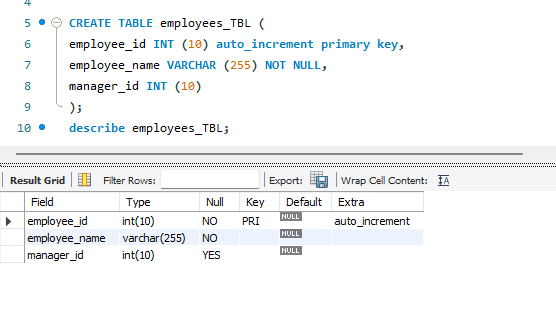 4
5 CREATE TABLE employees_TBL (
6 employee_id INT (10) auto_increment primary key,
7 employee_name VARCHAR (255) NOT NULL,
8 manager_id INT (10)
9 );
10 describe employees_TBL;
Result Grid Filter Rows: Export: Wrap Cell Content: IA
Field Type Null Key Default Extra
employee_id int(10) NO PRI NULL auto_increment
employee_name varchar(255) NO NULL
manager_id int(10) YES NULL